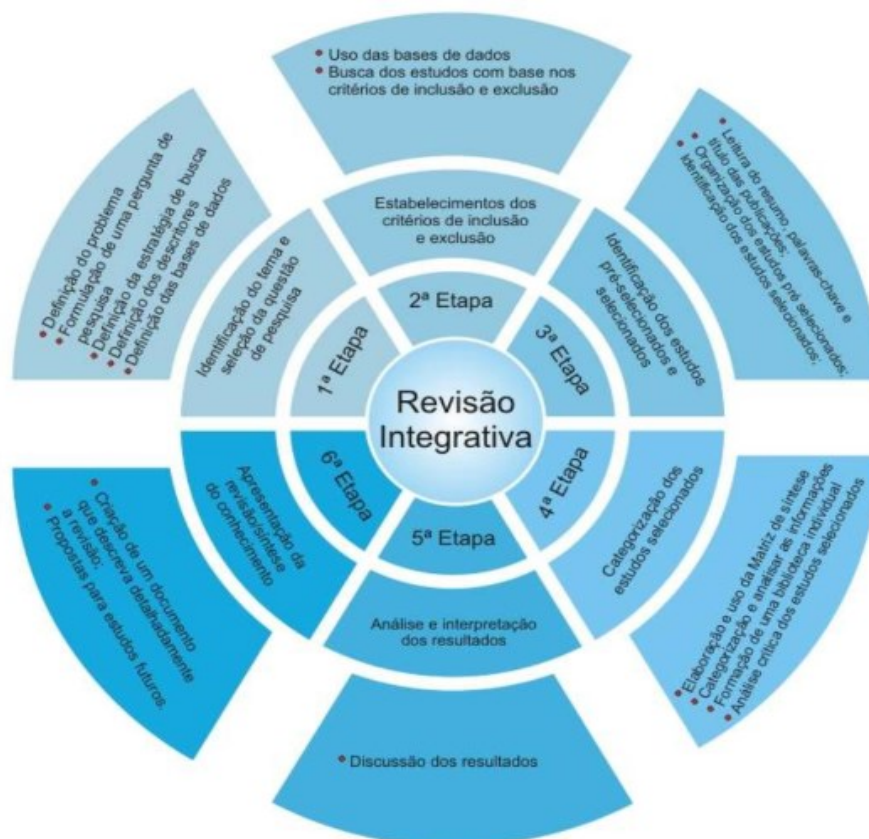 Revisão
Integrativa
1ª Etapa
Identificação do tema e
seleção da questão
de pesquisa
• Definição do problema
• Formulação de uma pergunta de
pesquisa
• Definição da estratégia de busca
• Definição dos descritores
• Definição das bases de dados
2ª Etapa
Estabelecimentos dos
critérios de inclusão
e exclusão
• Uso das bases de dados
• Busca dos estudos com base nos
critérios de inclusão e exclusão
3ª Etapa
Identificação dos estudos
pré-selecionados e
selecionados
• Leitura do resumo, palavras-chave e
título das publicações;
• Organização dos estudos pré selecionados;
• Identificação dos estudos selecionados;
4ª Etapa
Categorização dos
estudos selecionados
• Elaboração e uso da Matriz de síntese
• Categorização e analisar as informações
• Formação de uma biblioteca individual
• Análise crítica dos estudos selecionados
5ª Etapa
Análise e interpretação
dos resultados
• Discussão dos resultados
6ª Etapa
Apresentação da
revisão/síntese
do conhecimento
• Criação de um documento
que descreva detalhadamente
a revisão;
• Propostas para estudos futuros.